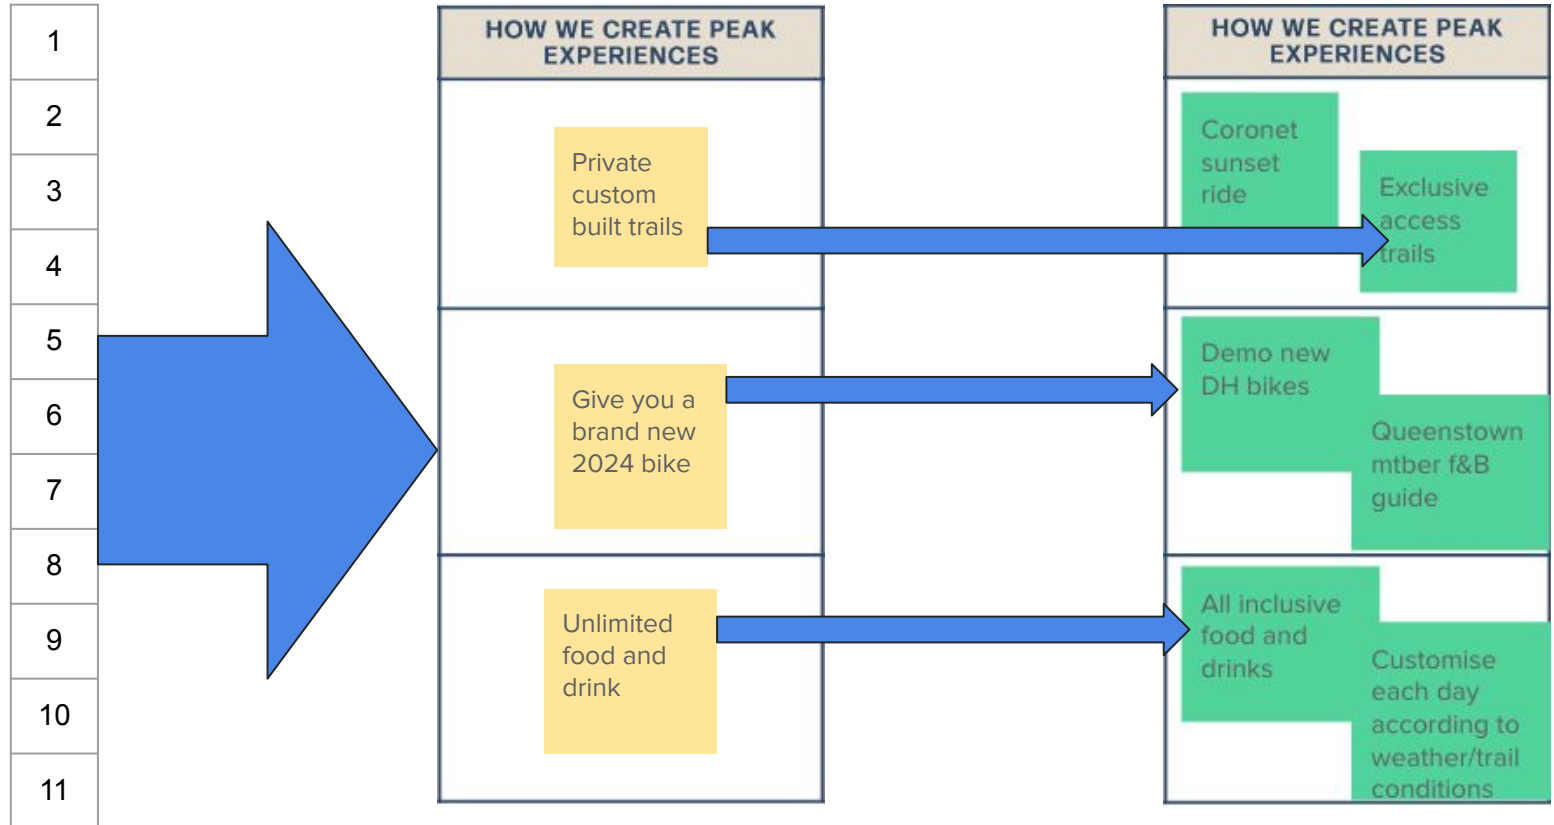 1
2
3
4
5
6
7
8
9
10
11
HOW WE CREATE PEAK
EXPERIENCES
Private
custom
built trails
Give you a
brand new
2024 bike
Unlimited
food and
drink
HOW WE CREATE PEAK
EXPERIENCES
Coronet
sunset
ride
Exclusive
access
trails
Demo new
DH bikes
Queenstown
mtber f&B
guide
All inclusive
food and
drinks
Customise
each day
according to
weather/trail
conditions